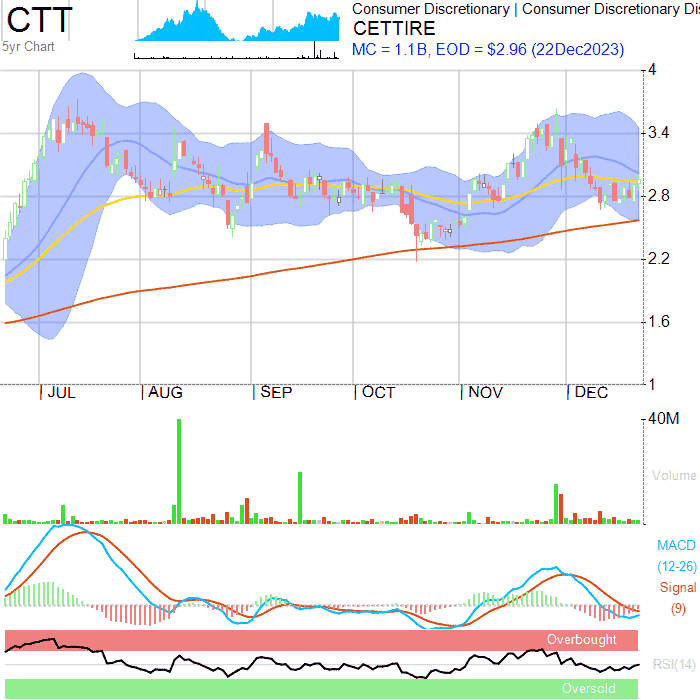 CTT
5yr Chart
Consumer Discretionary | Consumer Discretionary Dis
CETTIRE
MC = 1.1B, EOD = $2.96 (22Dec2023)
4
3.4
2.8
2.2
1.6
1
JUL AUG SEP OCT NOV DEC
40M
Volume
MACD
(12-26)
Signal
(9)
Overbought
RSI(14)
Oversold